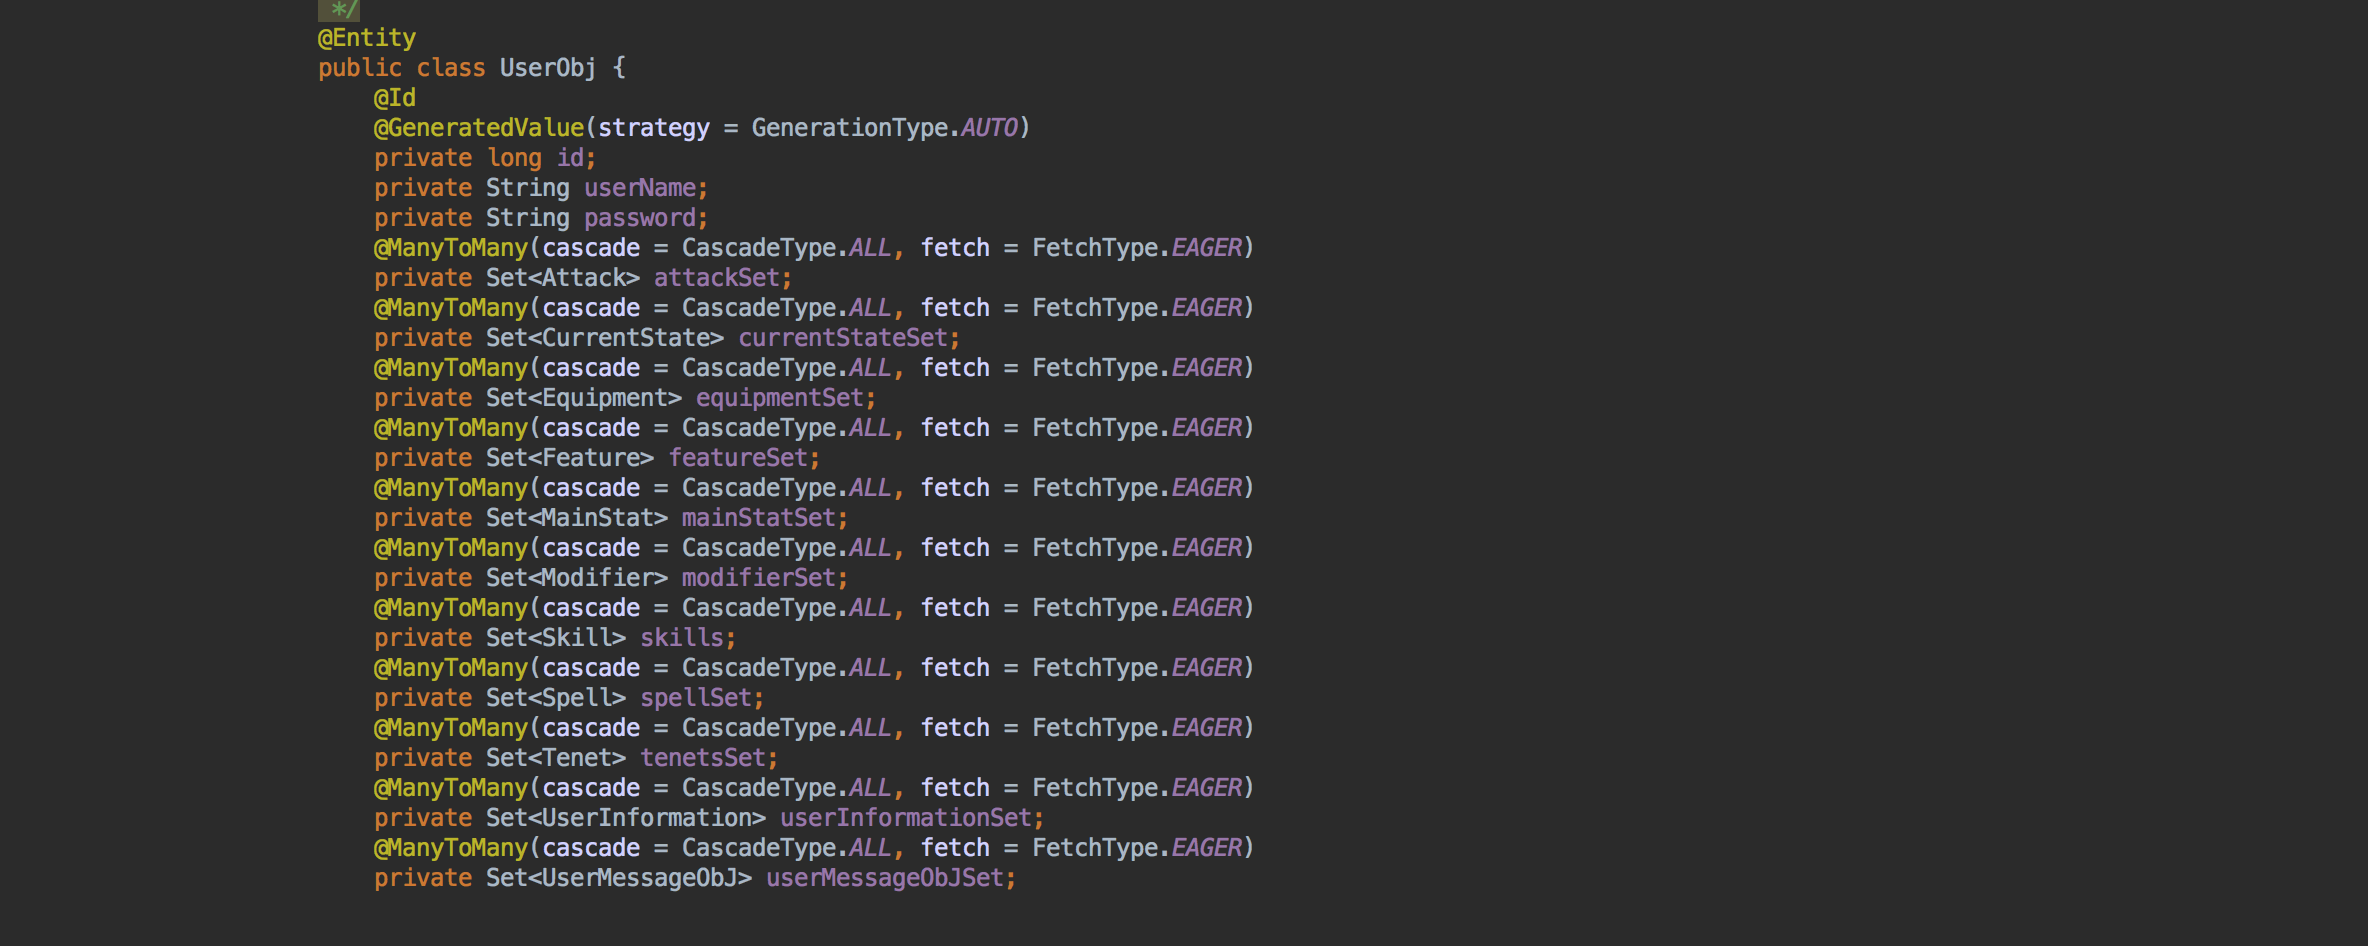 */
@Entity
public class UserObj {
@Id
@GeneratedValue(strategy = GenerationType.AUTO)
private long id;
private String userName;
private String password;
@ManyToMany(cascade = CascadeType.ALL, fetch = FetchType.EAGER)
private Set<Attack> attackSet;
@ManyToMany(cascade = CascadeType.ALL, fetch = FetchType.EAGER)
private Set<CurrentState> currentStateSet;
@ManyToMany(cascade = CascadeType.ALL, fetch = FetchType.EAGER)
private Set<Equipment> equipmentSet;
@ManyToMany(cascade = CascadeType.ALL, fetch = FetchType.EAGER)
private Set<Feature> featureSet;
@ManyToMany(cascade = CascadeType.ALL, fetch = FetchType.EAGER)
private Set<MainStat> mainStatSet;
@ManyToMany(cascade = CascadeType.ALL, fetch = FetchType.EAGER)
private Set<Modifier> modifierSet;
@ManyToMany(cascade = CascadeType.ALL, fetch = FetchType.EAGER)
private Set<Skill> skills;
@ManyToMany(cascade = CascadeType.ALL, fetch = FetchType.EAGER)
private Set<Spell> spellSet;
@ManyToMany(cascade = CascadeType.ALL, fetch = FetchType.EAGER)
private Set<Tenet> tenetsSet;
@ManyToMany(cascade = CascadeType.ALL, fetch = FetchType.EAGER)
private Set<UserInformation> userInformationSet;
@ManyToMany(cascade = CascadeType.ALL, fetch = FetchType.EAGER)
private Set<UserMessageObJ> userMessageObJSet;